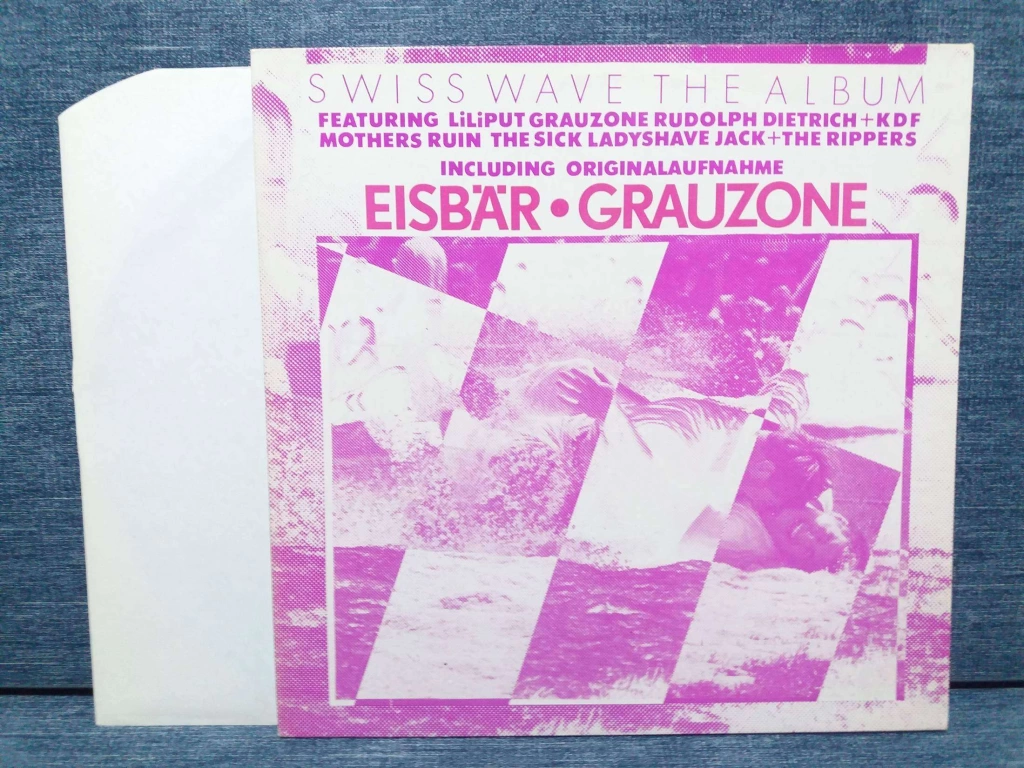 SWISS WAVE THE ALBUM
FEATURING LiLiPUT GRAUZONE RUDOLPH DIETRICH+KDF
MOTHERS RUIN THE SICK LADYSHAVE JACK+THE RIPPERS
INCLUDING ORIGINALAUFNAHME
EISBÄR • GRAUZONE